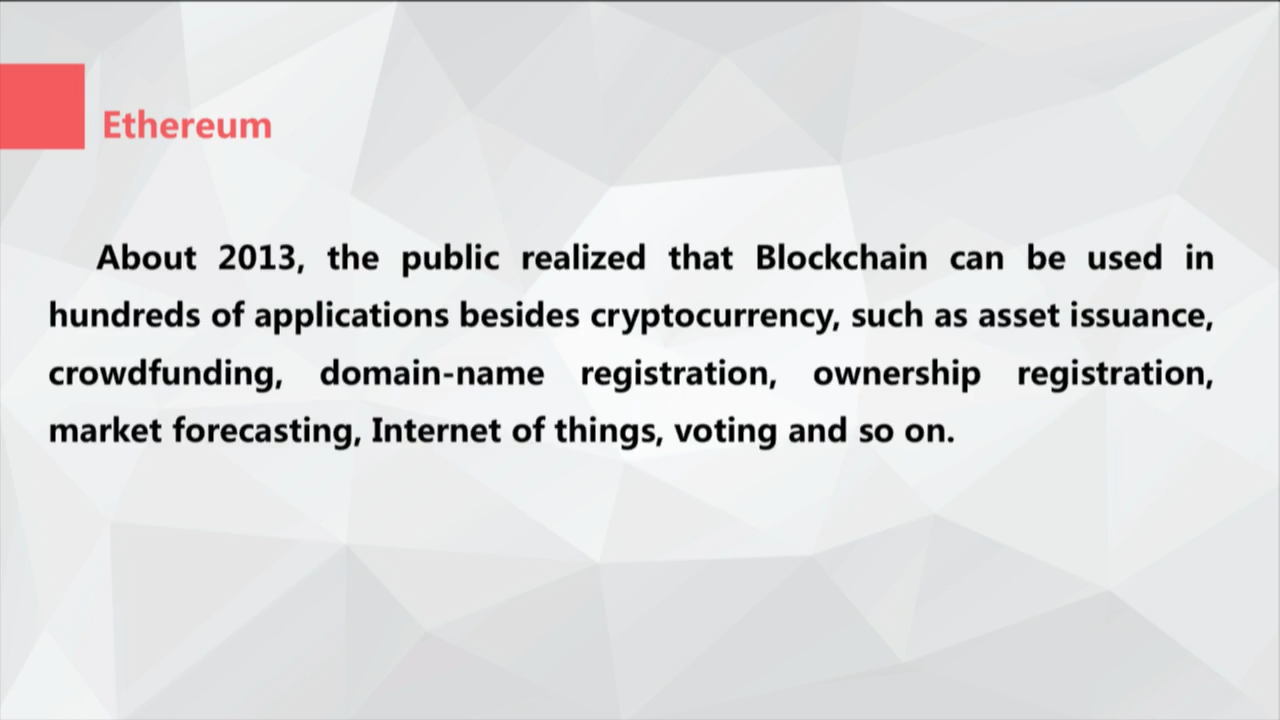 Ethereum
About 2013, the public realized that Blockchain can be used in
hundreds of applications besides cryptocurrency, such as asset issuance,
crowdfunding, domain-name registration, ownership registration,
market forecasting, Internet of things, voting and so on.